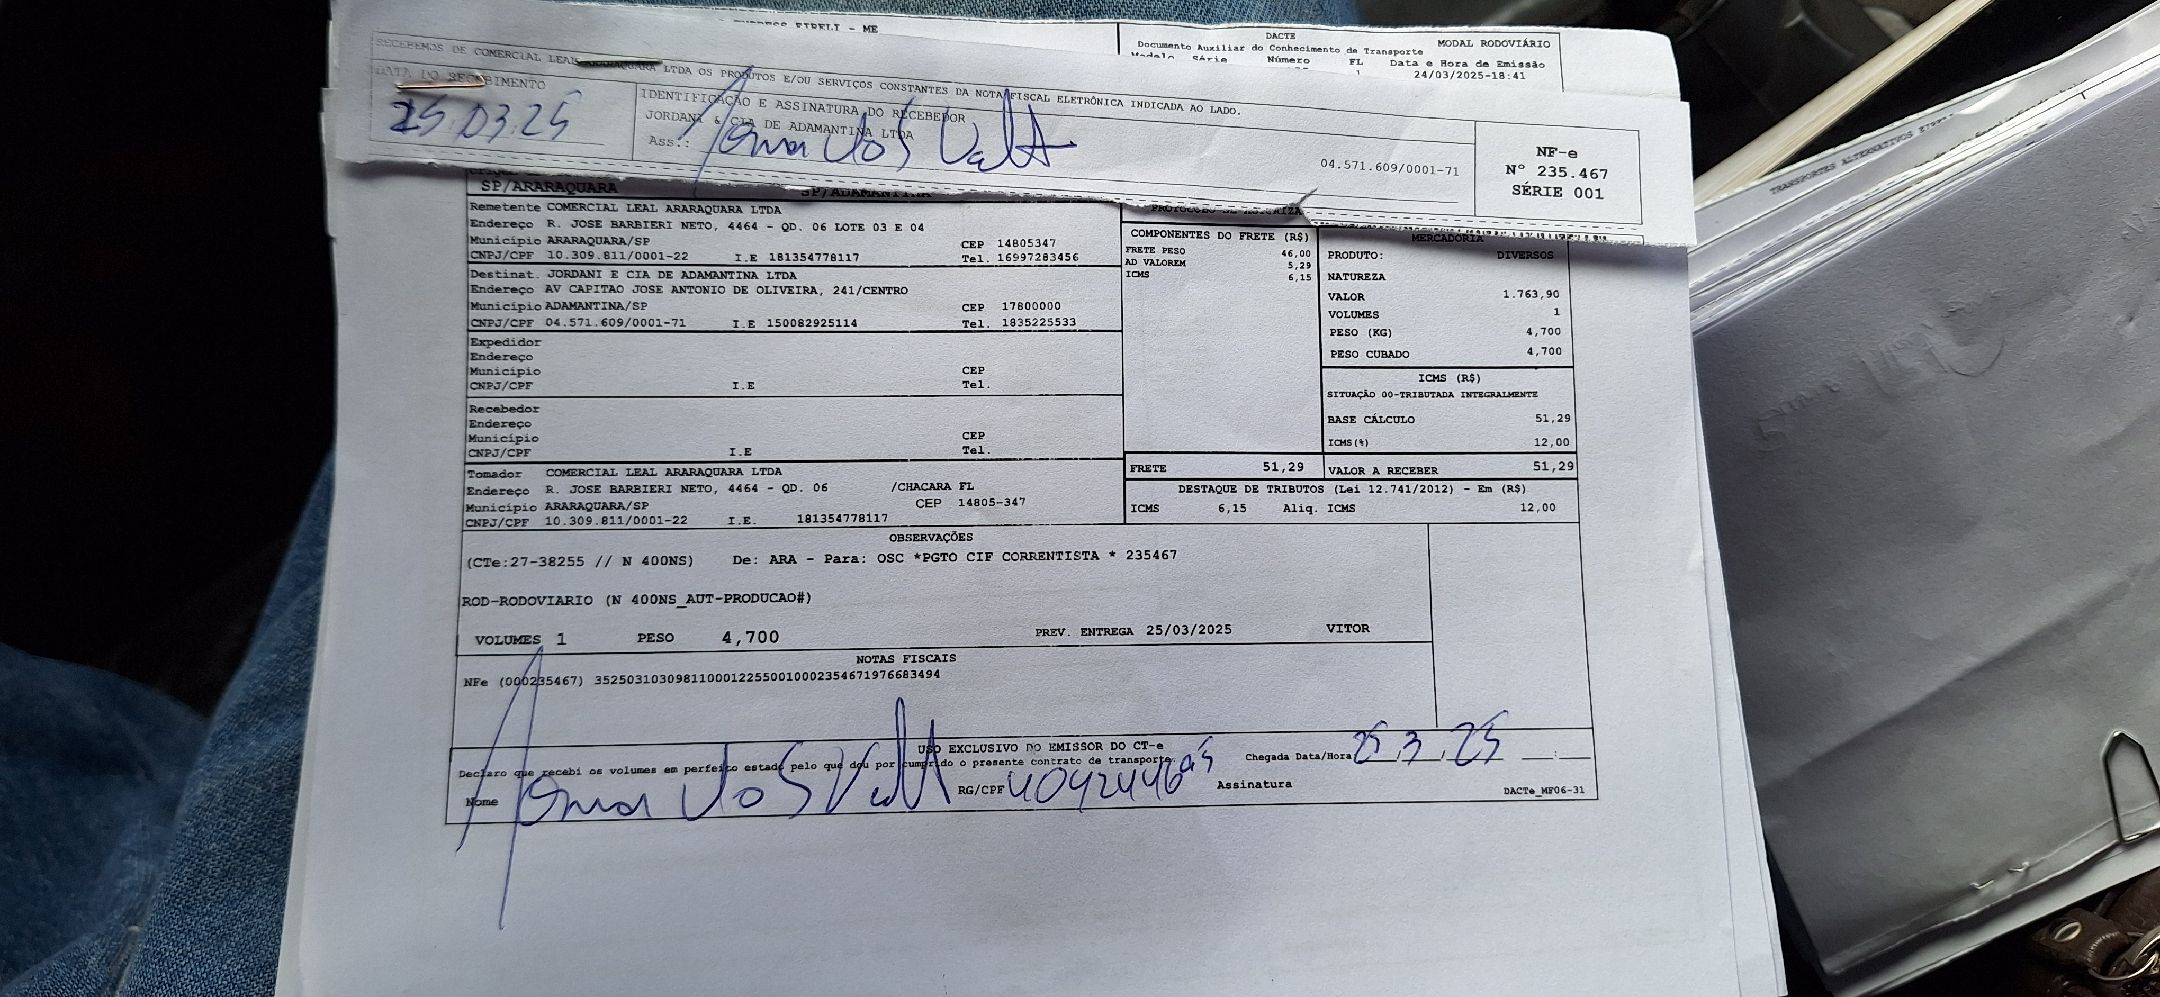 EIRELI - ME
DACTE
Documento Auxiliar do Conhecimento de Transporte
MODAL RODOVIÁRIO
Modelo Série Número FL Data e Hora de Emissão
1 24/03/2025-18:41
RECEBEMOS DE COMERCIAL LEAL ARARAQUARA LTDA OS PRODUTOS E/OU SERVIÇOS CONSTANTES DA NOTA FISCAL ELETRÔNICA INDICADA AO LADO.
DATA DO RECEBIMENTO
25.03.25
IDENTIFICAÇÃO E ASSINATURA DO RECEBEDOR
JORDANI & CIA DE ADAMANTINA LTDA
Ass.:
04.571.609/0001-71
NF-e
Nº 235.467
SÉRIE 001
TRANSPORTES ALTERNATIVOS
SP/ARARAQUARA SP/ADAMANTINA
Remetente COMERCIAL LEAL ARARAQUARA LTDA
Endereço R. JOSE BARBIERI NETO, 4464 - QD. 06 LOTE 03 E 04
Município ARARAQUARA/SP CEP 14805347
CNPJ/CPF 10.309.811/0001-22 I.E 181354778117 Tel. 16997283456
Destinat. JORDANI E CIA DE ADAMANTINA LTDA
Endereço AV CAPITAO JOSE ANTONIO DE OLIVEIRA, 241/CENTRO
Município ADAMANTINA/SP CEP 17800000
CNPJ/CPF 04.571.609/0001-71 I.E 150082925114 Tel. 1835225533
Expedidor
Endereço
Município CEP
CNPJ/CPF I.E Tel.
Recebedor
Endereço
Município CEP
CNPJ/CPF I.E Tel.
Tomador COMERCIAL LEAL ARARAQUARA LTDA
Endereço R. JOSE BARBIERI NETO, 4464 - QD. 06 /CHACARA FL
Município ARARAQUARA/SP CEP 14805-347
CNPJ/CPF 10.309.811/0001-22 I.E. 181354778117
COMPONENTES DO FRETE (R$)
FRETE PESO 46,00
AD VALOREM 5,29
ICMS 6,15
MERCADORIA
PRODUTO: DIVERSOS
NATUREZA
VALOR 1.763,90
VOLUMES 1
PESO (KG) 4,700
PESO CUBADO 4,700
ICMS (R$)
SITUAÇÃO 00-TRIBUTADA INTEGRALMENTE
BASE CÁLCULO 51,29
ICMS(%) 12,00
FRETE 51,29 VALOR A RECEBER 51,29
DESTAQUE DE TRIBUTOS (Lei 12.741/2012) - Em (R$)
ICMS 6,15 Aliq. ICMS 12,00
OBSERVAÇÕES
(CTe:27-38255 // N 400NS) De: ARA - Para: OSC *PGTO CIF CORRENTISTA * 235467
ROD-RODOVIARIO (N 400NS_AUT-PRODUCAO#)
VOLUMES 1 PESO 4,700 PREV. ENTREGA 25/03/2025 VITOR
NOTAS FISCAIS
NFe (000235467) 35250310309811000122550010002354671976683494
USO EXCLUSIVO DO EMISSOR DO CT-e
Declaro que recebi os volumes em perfeito estado pelo que dou por cumprido o presente contrato de transporte.
Chegada Data/Hora 25.3.25
Nome
RG/CPF
Assinatura
DACTe_MF06-31